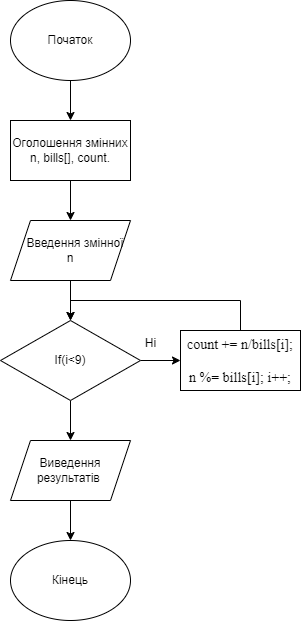 Початок
Оголошення змінних
n, bills[], count.
Введення змінної
n
If(i<9)
Ні
count += n/bills[i];
n %= bills[i]; i++;
Виведення
результатів
Кінець